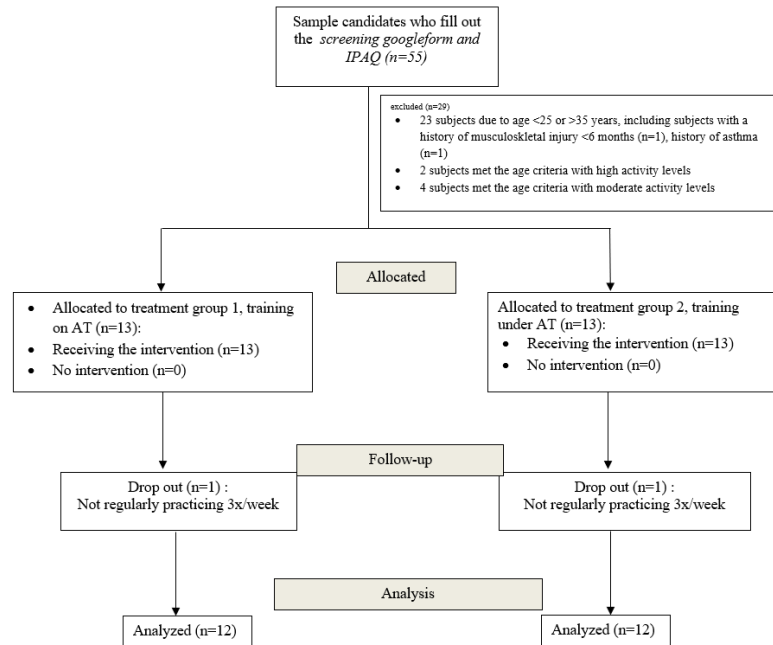 Sample candidates who fill out
the screening googleform and
IPAQ (n=55)
excluded (n=29)
• 23 subjects due to age <25 or >35 years, including subjects with a
history of musculoskletal injury <6 months (n=1), history of asthma
(n=1)
• 2 subjects met the age criteria with high activity levels
• 4 subjects met the age criteria with moderate activity levels
Allocated
• Allocated to treatment group 1, training
on AT (n=13):
• Receiving the intervention (n=13)
• No intervention (n=0)
Allocated to treatment group 2, training
under AT (n=13):
• Receiving the intervention (n=13)
• No intervention (n=0)
Follow-up
Drop out (n=1) :
Not regularly practicing 3x/week
Drop out (n=1) :
Not regularly practicing 3x/week
Analysis
Analyzed (n=12)
Analyzed (n=12)